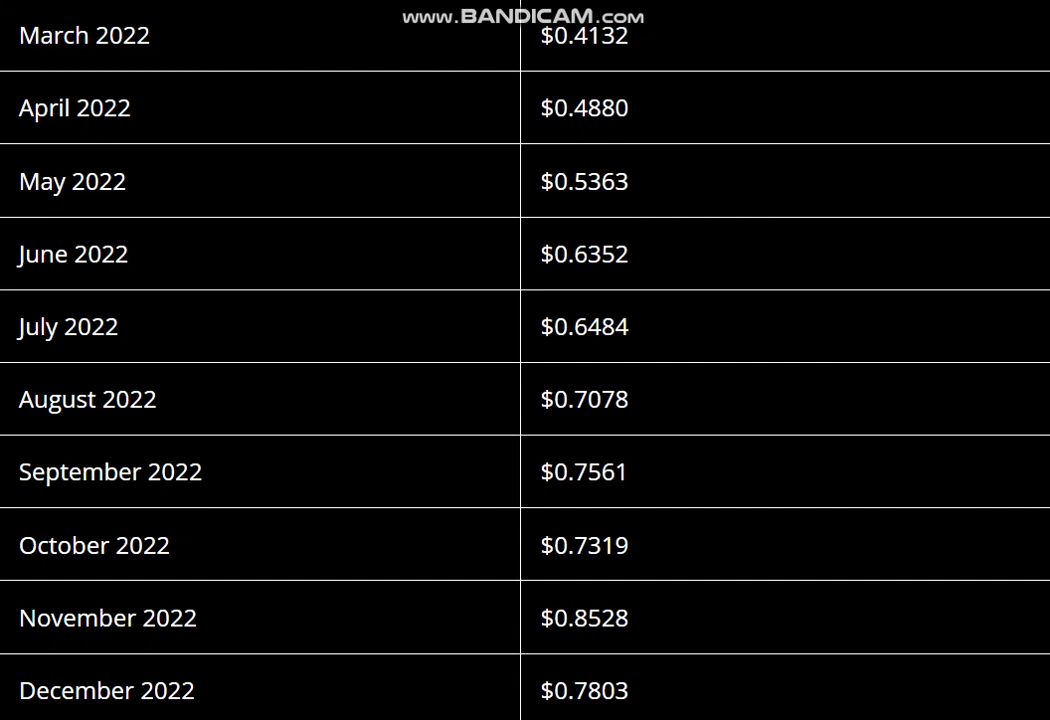 www.BANDICAM.com
March 2022 $0.4132
April 2022 $0.4880
May 2022 $0.5363
June 2022 $0.6352
July 2022 $0.6484
August 2022 $0.7078
September 2022 $0.7561
October 2022 $0.7319
November 2022 $0.8528
December 2022 $0.7803